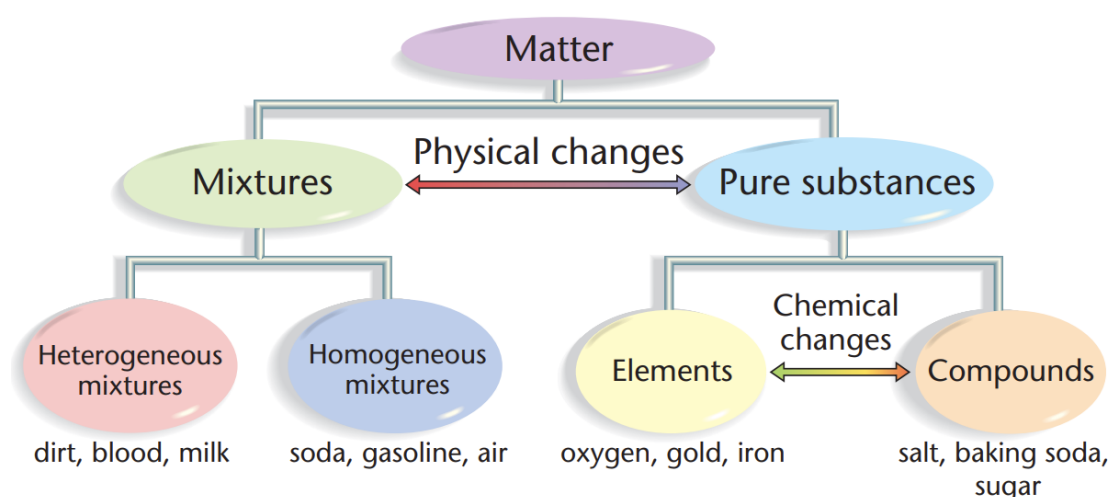 Matter
Mixtures
Physical changes
Pure substances
Heterogeneous
mixtures
Homogeneous
mixtures
Elements
Chemical
changes
Compounds
dirt, blood, milk
soda, gasoline, air
oxygen, gold, iron
salt, baking soda,
sugar